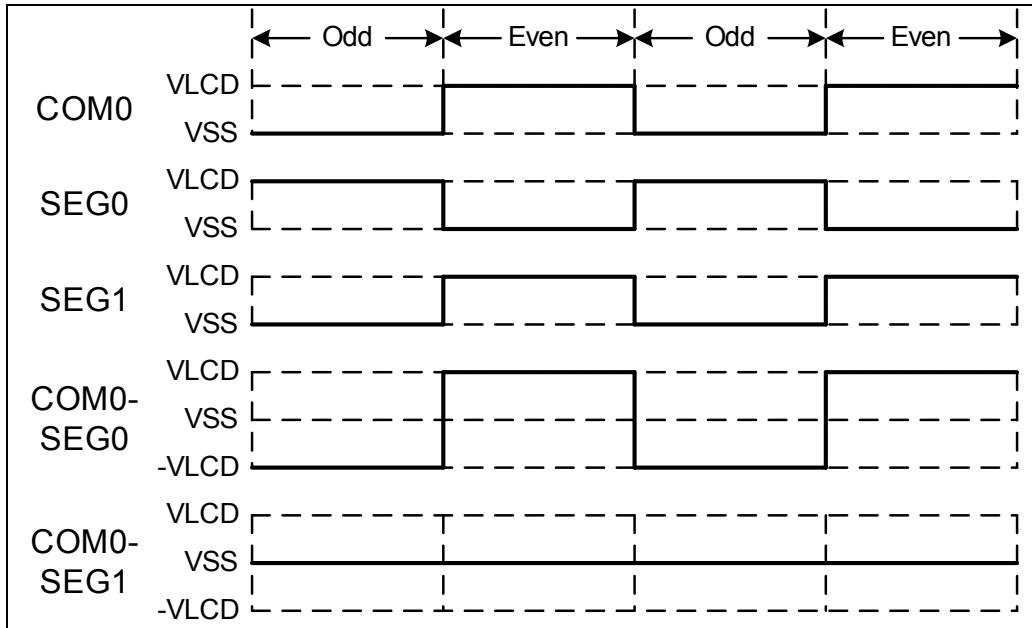 Odd Even Odd Even
COM0
VLCD
VSS
SEG0
VLCD
VSS
SEG1
VLCD
VSS
COM0-
SEG0
VLCD
VSS
-VLCD
COM0-
SEG1
VLCD
VSS
-VLCD